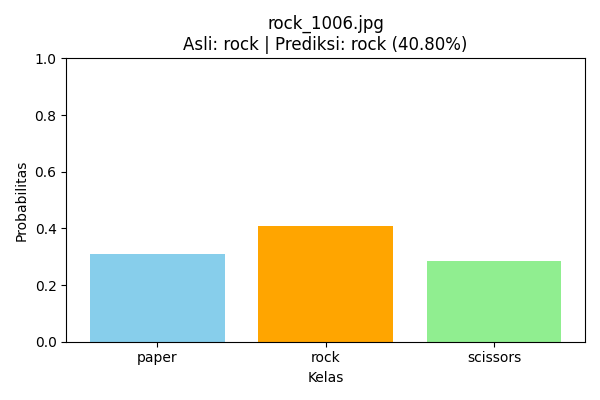 rock_1006.jpg
Asli: rock | Prediksi: rock (40.80%)
1.0
0.8
0.6
0.4
0.2
0.0
Probabilitas
paper rock scissors
Kelas